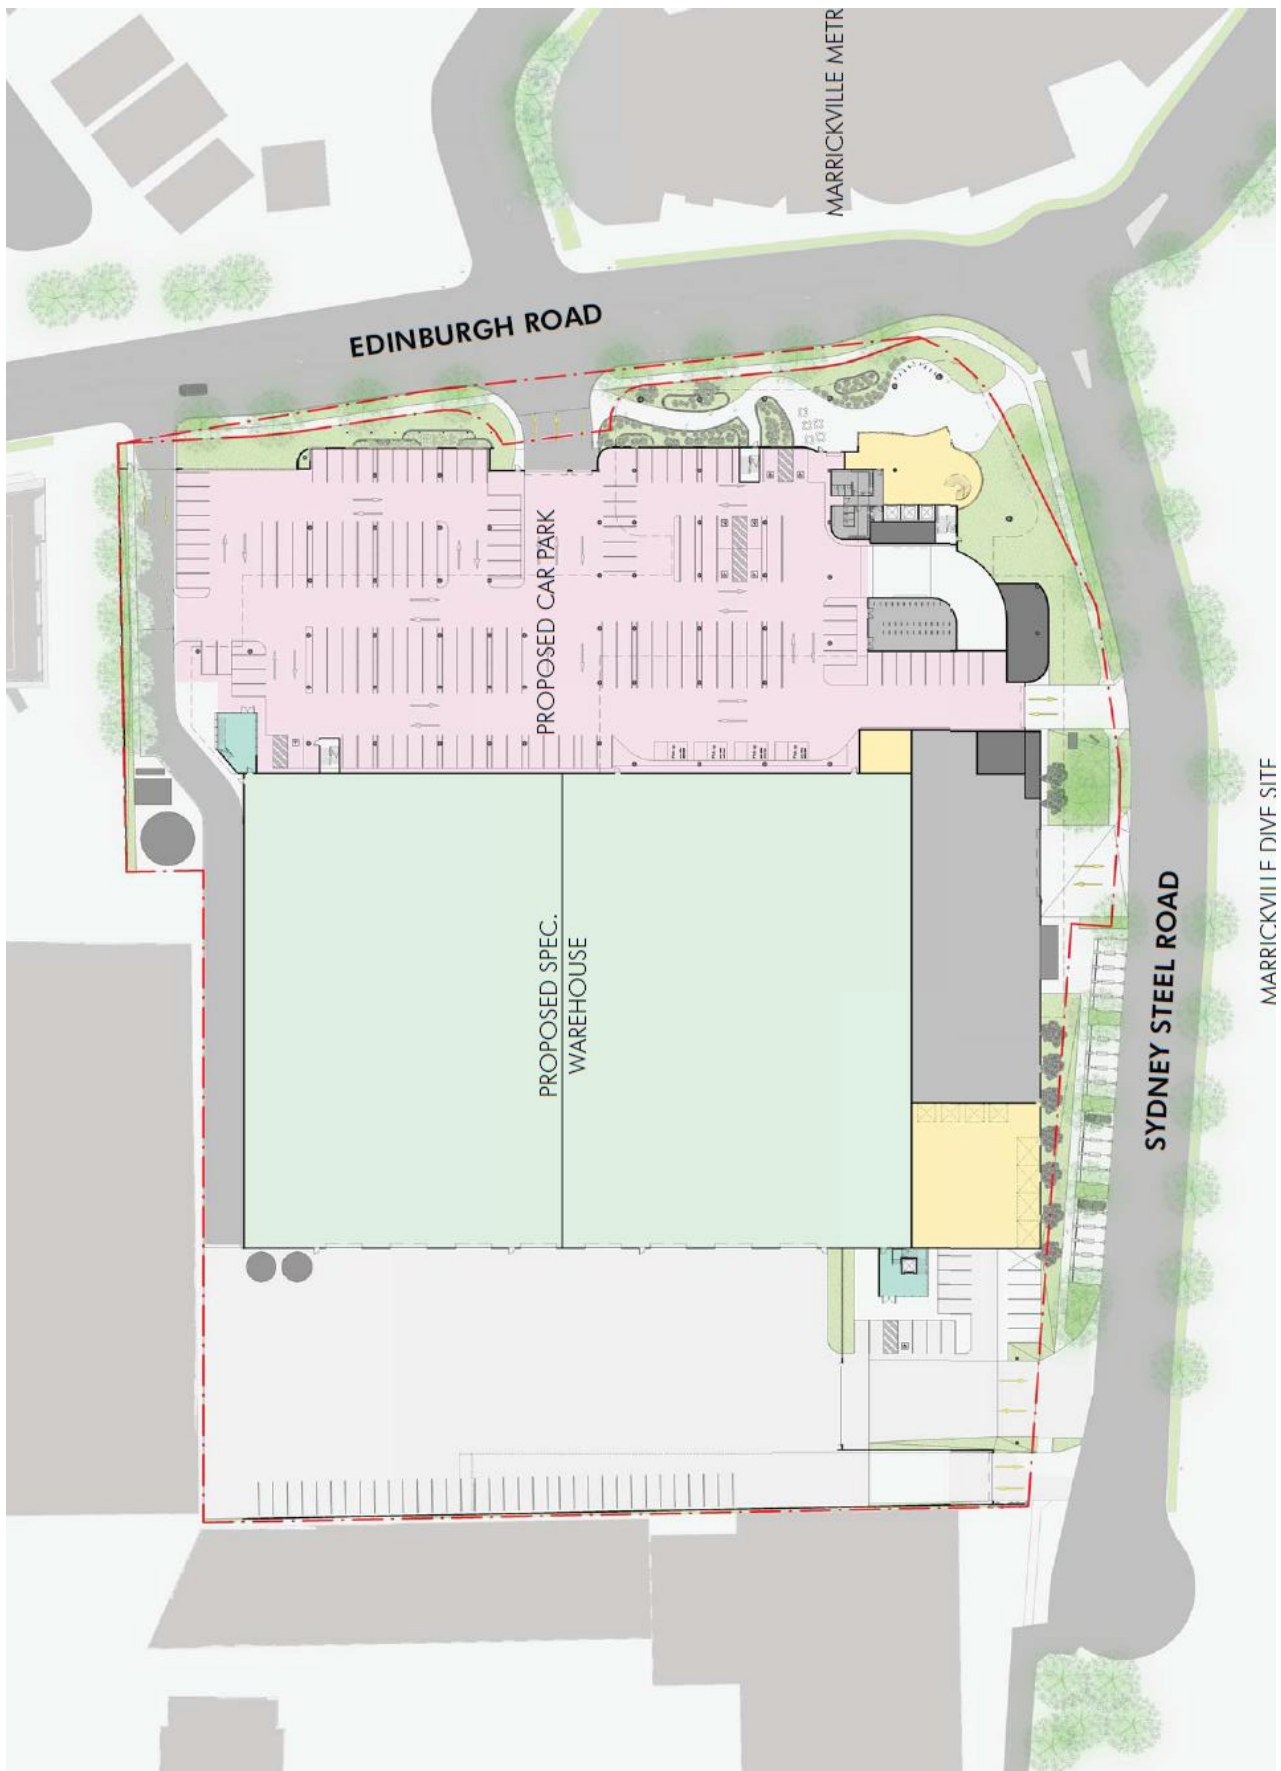 MARRICKVILLE METR
EDINBURGH ROAD
PROPOSED CAR PARK
MARRICKVILLE DIVE SITE
PROPOSED SPEC.
WAREHOUSE
SYDNEY STEEL ROAD